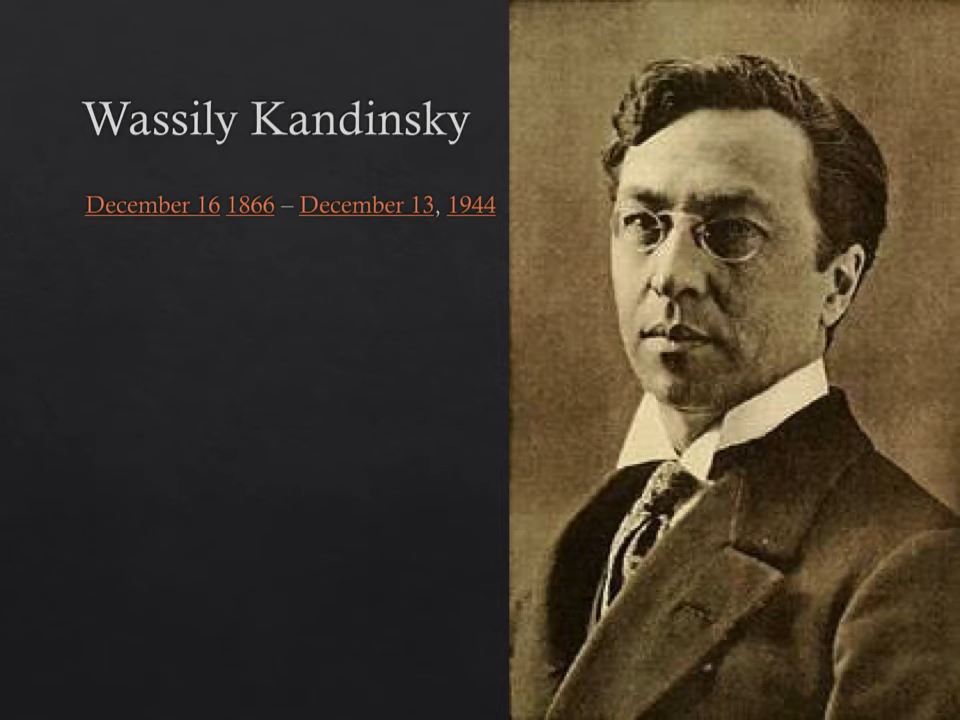 Wassily Kandinsky
December 16 1866 – December 13, 1944